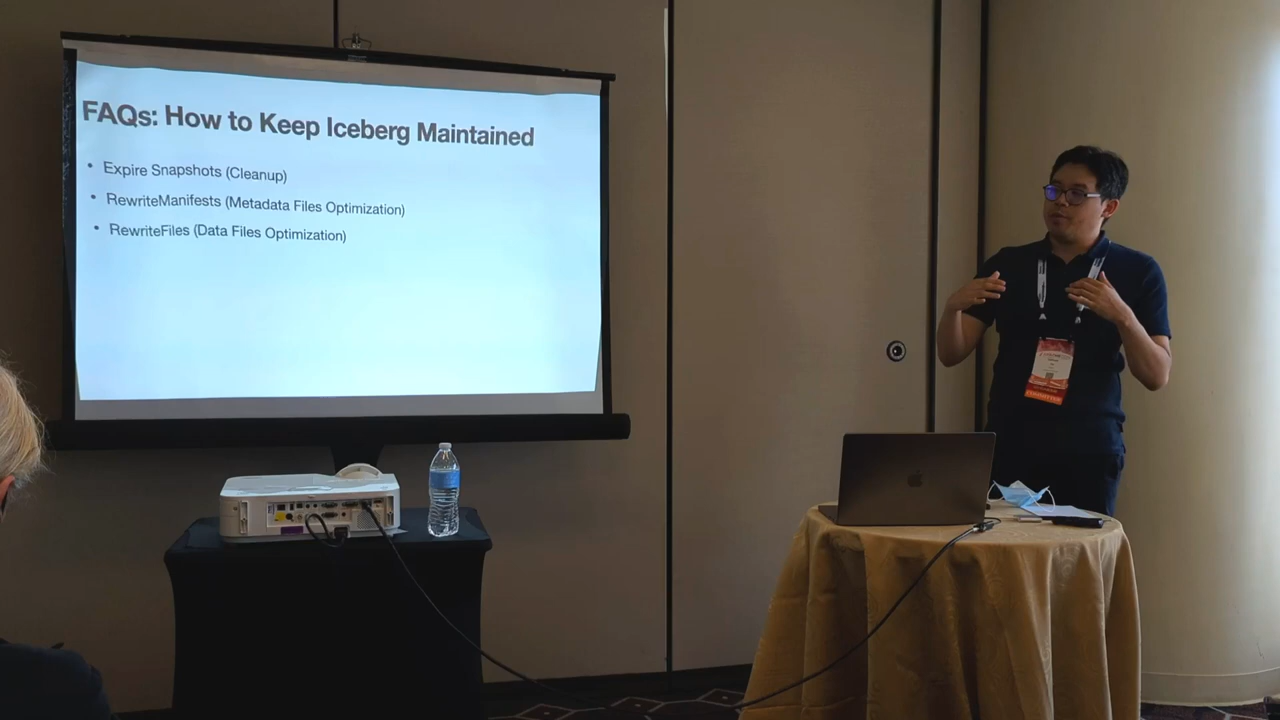 FAQs: How to Keep Iceberg Maintained
• Expire Snapshots (Cleanup)
• RewriteManifests (Metadata Files Optimization)
• RewriteFiles (Data Files Optimization)